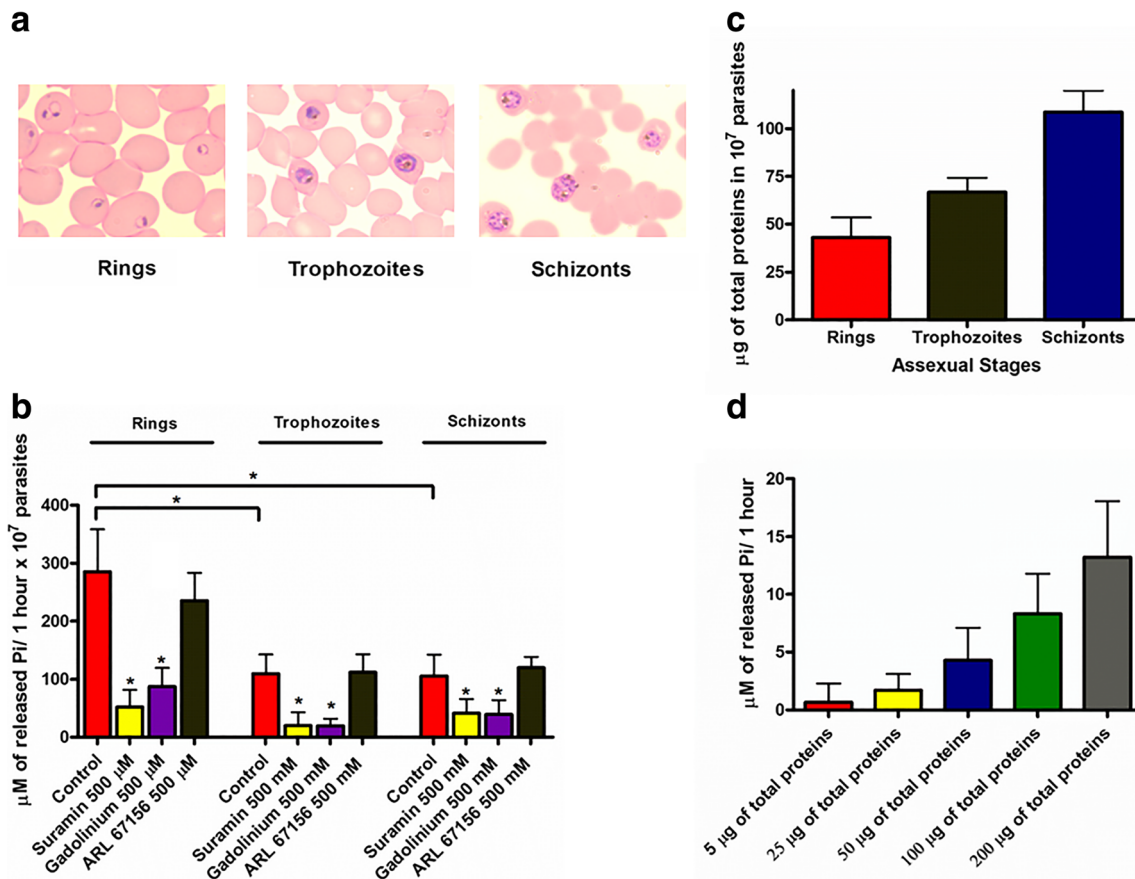 a
Rings
Trophozoites
Schizonts
b
Rings
Trophozoites
Schizonts
*
*
μM of released Pi/ 1 hour x 10⁷ parasites
400
300
200
100
0
*
*
*
*
*
*
Control
Suramin 500 μM
Gadolinium 500 μM
ARL 67156 500 μM
Control
Suramin 500 mM
Gadolinium 500 mM
ARL 67156 500 mM
Control
Suramin 500 mM
Gadolinium 500 mM
ARL 67156 500 mM
c
μg of total proteins in 10⁷ parasites
100
75
50
25
0
Rings
Trophozoites
Schizonts
Assexual Stages
d
μM of released Pi/ 1 hour
20
15
10
5
0
5 μg of total proteins
25 μg of total proteins
50 μg of total proteins
100 μg of total proteins
200 μg of total proteins